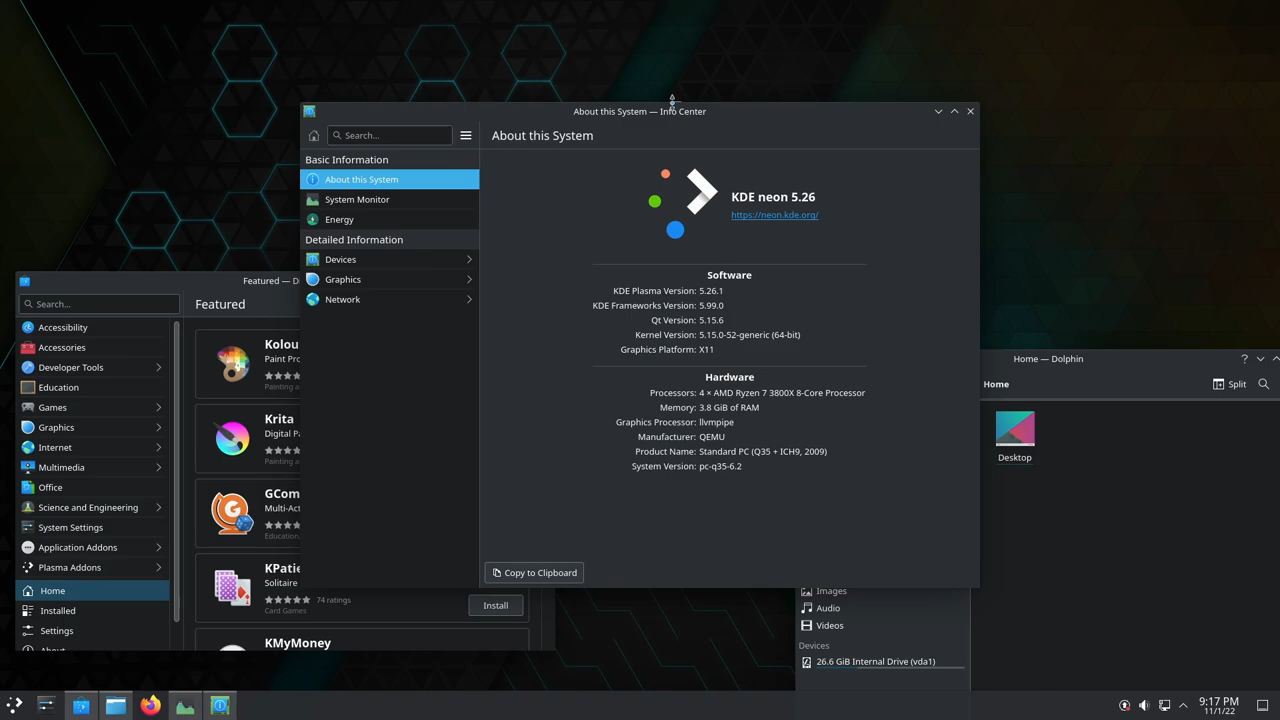 About this System — Info Center
Search...
About this System
Basic Information
About this System
System Monitor
Energy
Detailed Information
Devices
Graphics
Network
KDE neon 5.26
https://neon.kde.org/
Software
KDE Plasma Version: 5.26.1
KDE Frameworks Version: 5.99.0
Qt Version: 5.15.6
Kernel Version: 5.15.0-52-generic (64-bit)
Graphics Platform: X11
Hardware
Processors: 4 × AMD Ryzen 7 3800X 8-Core Processor
Memory: 3.8 GiB of RAM
Graphics Processor: llvmpipe
Manufacturer: QEMU
Product Name: Standard PC (Q35 + ICH9, 2009)
System Version: pc-q35-6.2
Copy to Clipboard
Featured — D
Search...
Featured
Accessibility
Accessories
Developer Tools
Education
Games
Graphics
Internet
Multimedia
Office
Science and Engineering
System Settings
Application Addons
Plasma Addons
Home
Installed
Settings
About
Kolou
Paint Pro
Painting a
Krita
Digital Pa
Painting a
GCom
Multi-Act
Education,
KPatie
Solitaire
74 ratings
Card Games
Install
KMyMoney
Home — Dolphin
Home
Split
Desktop
Images
Audio
Videos
Devices
26.6 GiB Internal Drive (vda1)
9:17 PM
11/1/22